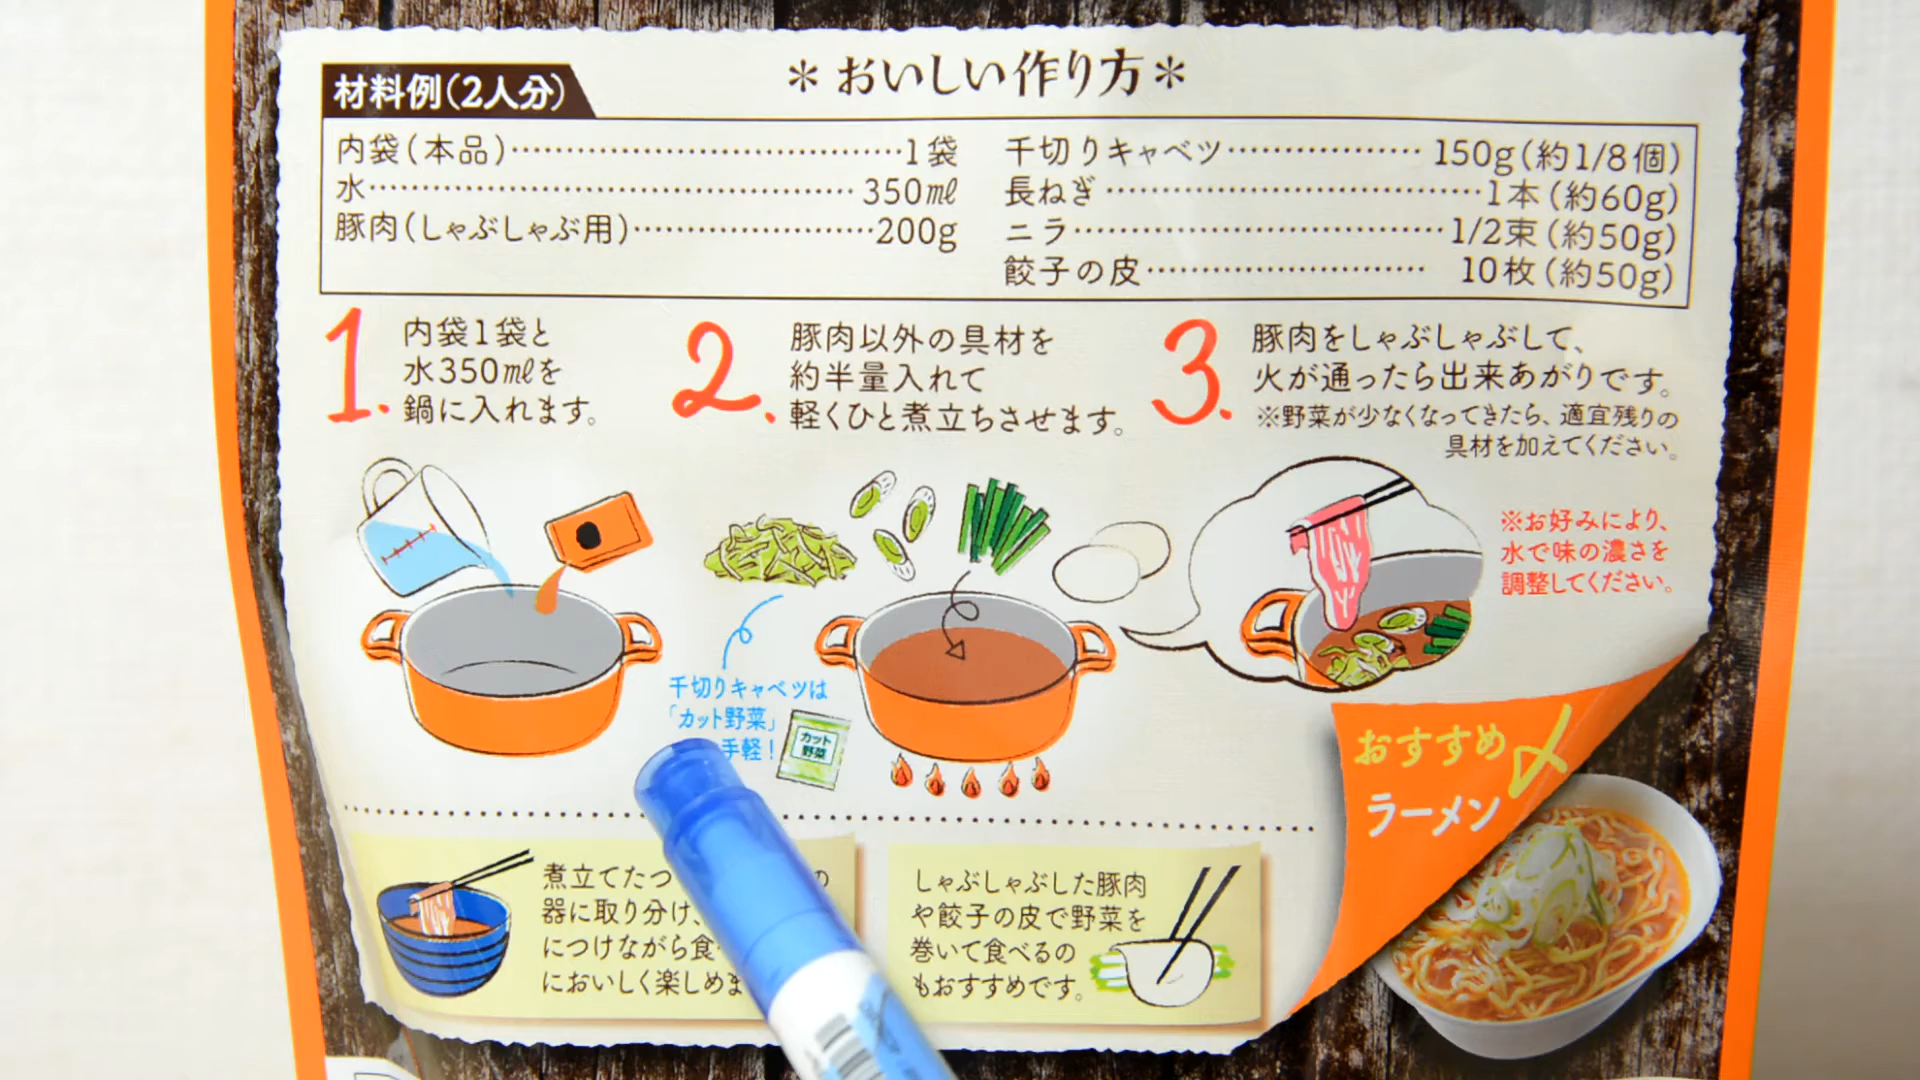 ＊おいしい作り方＊
材料例(2人分)
内袋(本品)……1袋
水……350㎖
豚肉(しゃぶしゃぶ用)……200g
千切りキャベツ……150g(約1/8個)
長ねぎ……1本(約60g)
ニラ……1/2束(約50g)
餃子の皮……10枚(約50g)
1.
内袋1袋と
水350㎖を
鍋に入れます。
2.
豚肉以外の具材を
約半量入れて
軽くひと煮立ちさせます。
3.
豚肉をしゃぶしゃぶして、
火が通ったら出来あがりです。
※野菜が少なくなってきたら、適宜残りの
具材を加えてください。
※お好みにより、
水で味の濃さを
調整してください。
千切りキャベツは
「カット野菜」
手軽！
カット
野菜
おすすめ〆
ラーメン
煮立てたつ の
器に取り分け、
につけながら食
においしく楽しめま
しゃぶしゃぶした豚肉
や餃子の皮で野菜を
巻いて食べるの
もおすすめです。